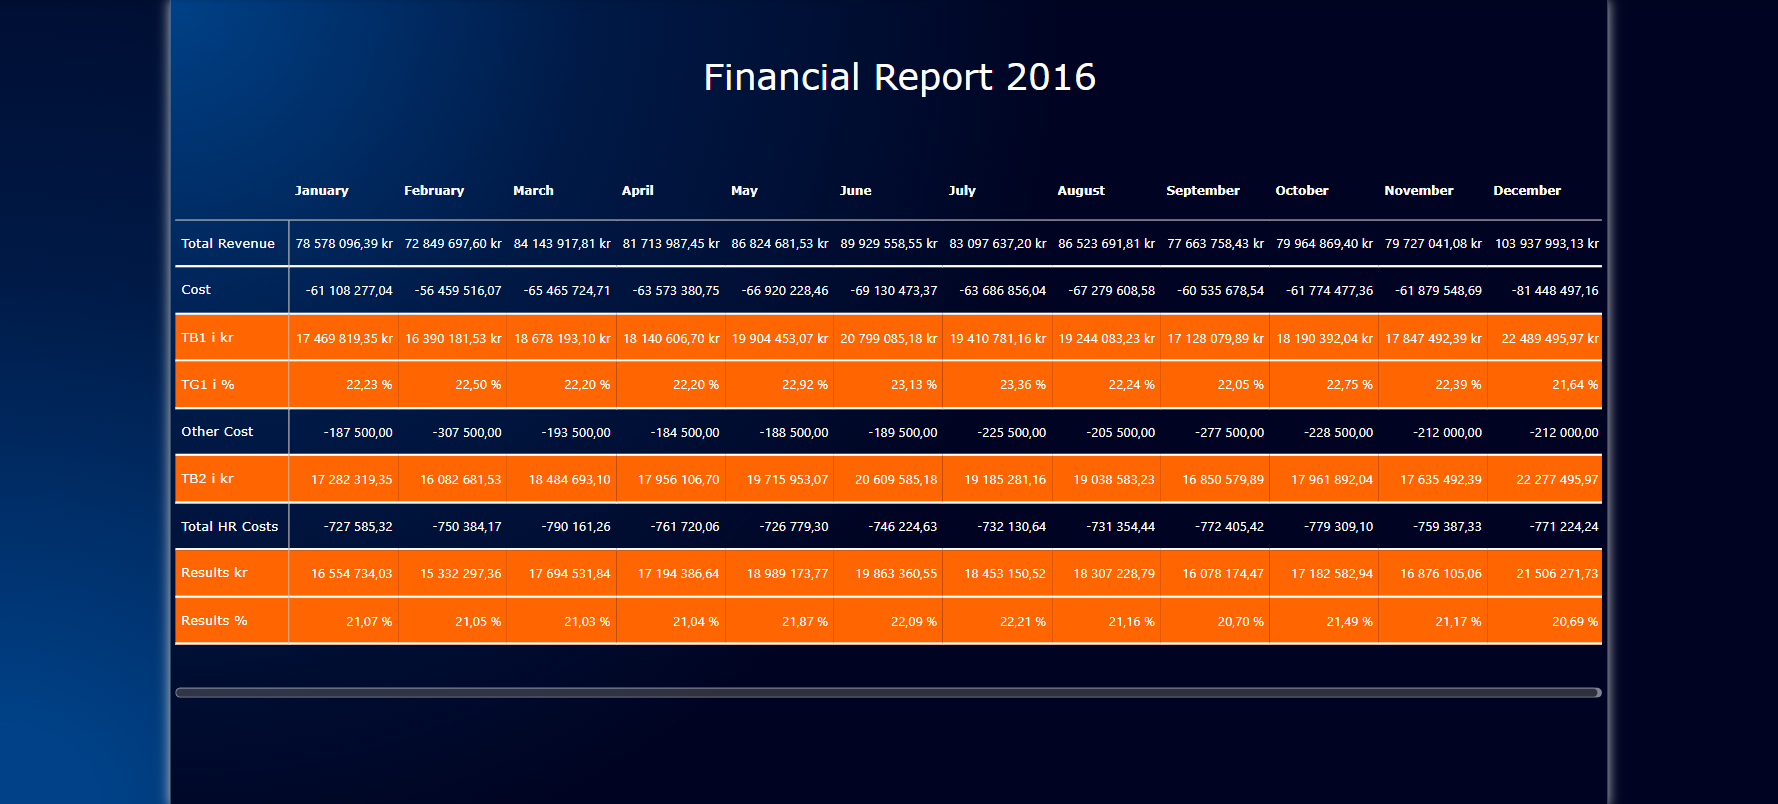 Financial Report 2016
January February March April May June July August September October November December
Total Revenue 78 578 096,39 kr 72 849 697,60 kr 84 143 917,81 kr 81 713 987,45 kr 86 824 681,53 kr 89 929 558,55 kr 83 097 637,20 kr 86 523 691,81 kr 77 663 758,43 kr 79 964 869,40 kr 79 727 041,08 kr 103 937 993,13 kr
Cost -61 108 277,04 -56 459 516,07 -65 465 724,71 -63 573 380,75 -66 920 228,46 -69 130 473,37 -63 686 856,04 -67 279 608,58 -60 535 678,54 -61 774 477,36 -61 879 548,69 -81 448 497,16
TB1 i kr 17 469 819,35 kr 16 390 181,53 kr 18 678 193,10 kr 18 140 606,70 kr 19 904 453,07 kr 20 799 085,18 kr 19 410 781,16 kr 19 244 083,23 kr 17 128 079,89 kr 18 190 392,04 kr 17 847 492,39 kr 22 489 495,97 kr
TG1 i % 22,23 % 22,50 % 22,20 % 22,20 % 22,92 % 23,13 % 23,36 % 22,24 % 22,05 % 22,75 % 22,39 % 21,64 %
Other Cost -187 500,00 -307 500,00 -193 500,00 -184 500,00 -188 500,00 -189 500,00 -225 500,00 -205 500,00 -277 500,00 -228 500,00 -212 000,00 -212 000,00
TB2 i kr 17 282 319,35 16 082 681,53 18 484 693,10 17 956 106,70 19 715 953,07 20 609 585,18 19 185 281,16 19 038 583,23 16 850 579,89 17 961 892,04 17 635 492,39 22 277 495,97
Total HR Costs -727 585,32 -750 384,17 -790 161,26 -761 720,06 -726 779,30 -746 224,63 -732 130,64 -731 354,44 -772 405,42 -779 309,10 -759 387,33 -771 224,24
Results kr 16 554 734,03 15 332 297,36 17 694 531,84 17 194 386,64 18 989 173,77 19 863 360,55 18 453 150,52 18 307 228,79 16 078 174,47 17 182 582,94 16 876 105,06 21 506 271,73
Results % 21,07 % 21,05 % 21,03 % 21,04 % 21,87 % 22,09 % 22,21 % 21,16 % 20,70 % 21,49 % 21,17 % 20,69 %